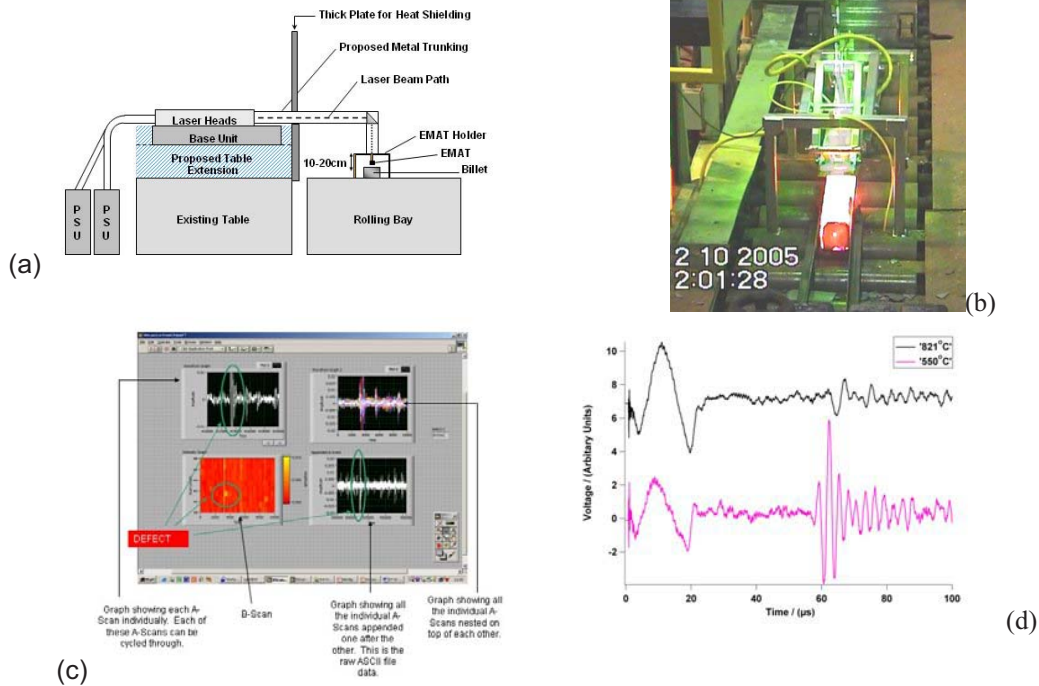 Thick Plate for Heat Shielding
Proposed Metal Trunking
Laser Beam Path
Laser Heads
Base Unit
Proposed Table
Extension
EMAT Holder
EMAT
Billet
10-20cm
PSU
PSU
Existing Table
Rolling Bay
(a)
2 10 2005
2:01:28
(b)
DEFECT
Graph showing each A-
Scan individually. Each of
these A-Scans can be
cycled through.
B-Scan
Graph showing all
the individual A-
Scans appended
one after the
other. This is the
raw ASCII file
data.
Graph showing all
the individual A-
Scans nested on
top of each other.
(c)
'821°C'
'550°C'
Voltage / (Arbitary Units)
10
8
6
4
2
0
-2
0
20
40
60
80
100
Time / (µs)
(d)